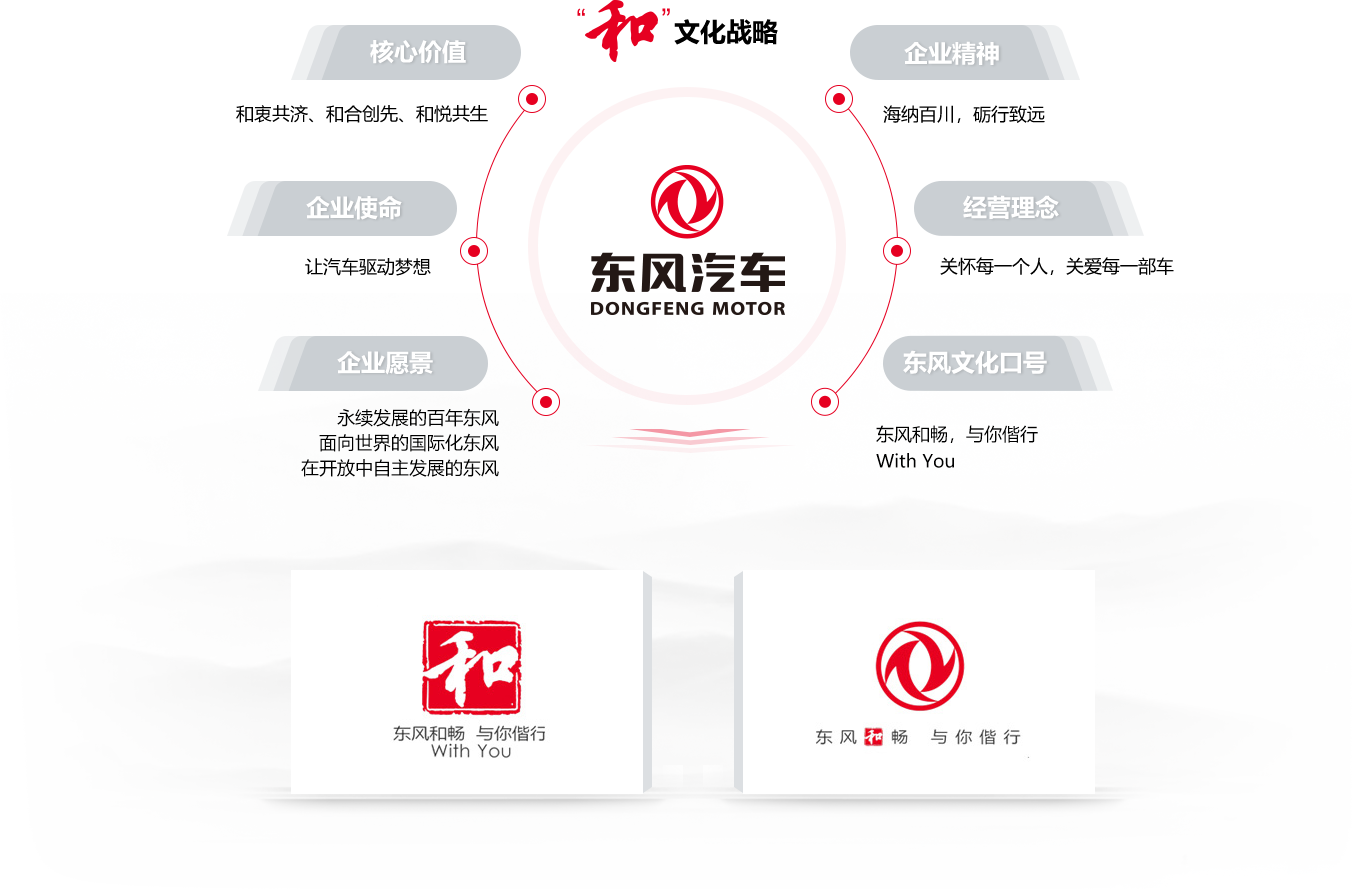 “和”文化战略
核心价值
和衷共济、和合创先、和悦共生
企业使命
让汽车驱动梦想
企业愿景
永续发展的百年东风
面向世界的国际化东风
在开放中自主发展的东风
东风汽车
DONGFENG MOTOR
企业精神
海纳百川，砺行致远
经营理念
关怀每一个人，关爱每一部车
东风文化口号
东风和畅，与你偕行
With You
和
东风和畅 与你偕行
With You
东风和畅 与你偕行